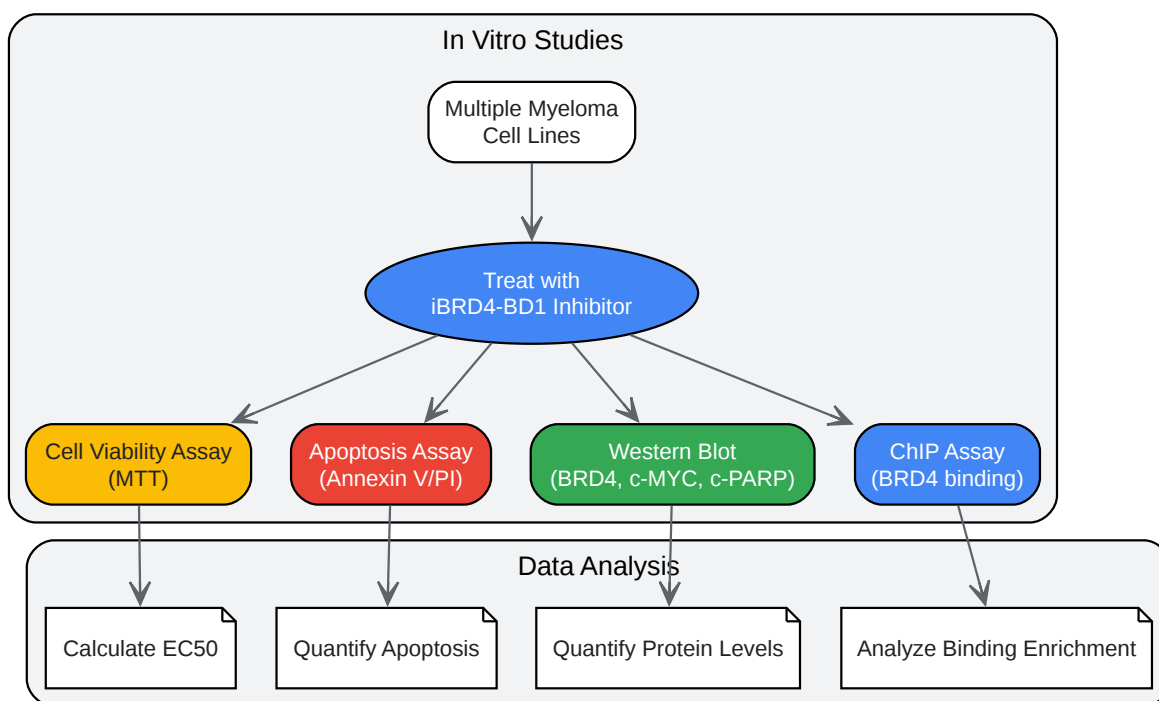 In Vitro Studies
Multiple Myeloma
Cell Lines
Treat with
iBRD4-BD1 Inhibitor
Cell Viability Assay
(MTT)
Apoptosis Assay
(Annexin V/PI)
Western Blot
(BRD4, c-MYC, c-PARP)
ChIP Assay
(BRD4 binding)
Data Analysis
Calculate EC50
Quantify Apoptosis
Quantify Protein Levels
Analyze Binding Enrichment